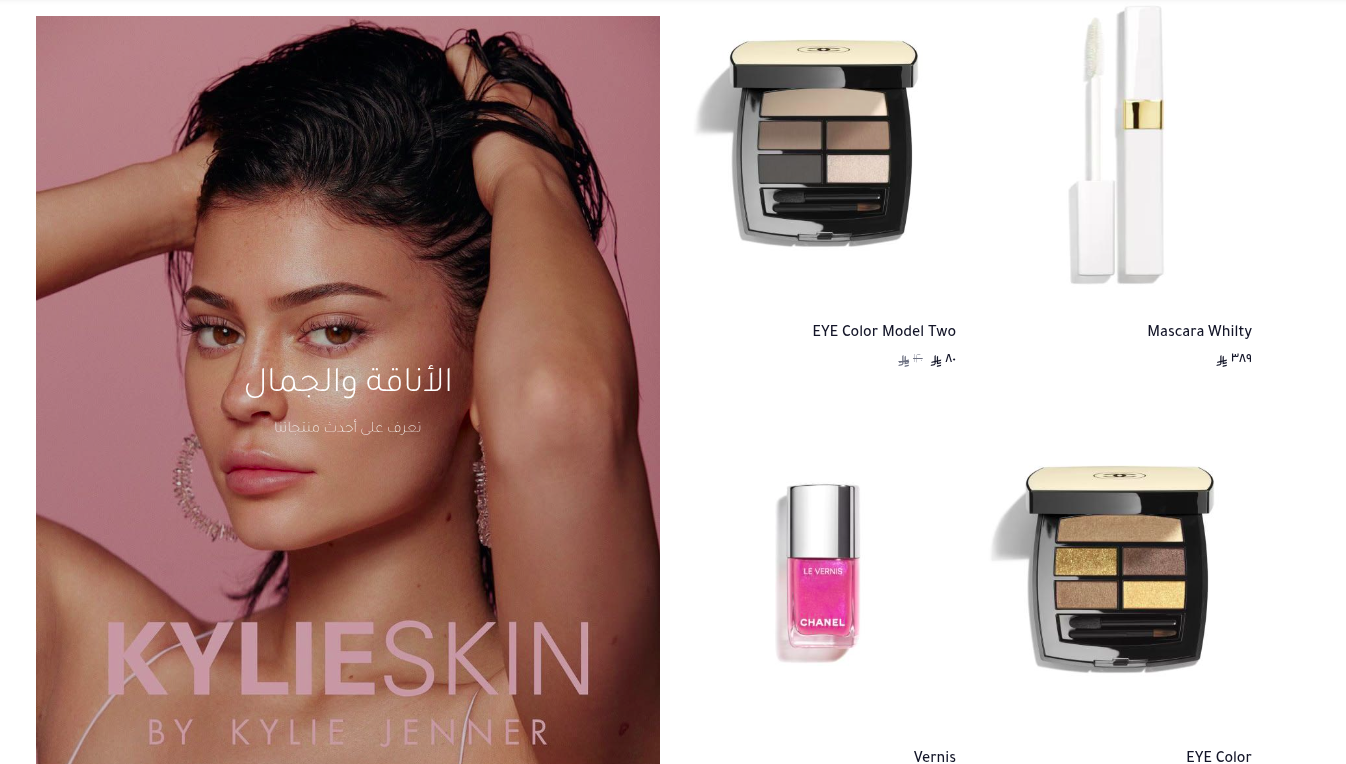 الأناقة والجمال
تعرف على أحدث منتجاتنا
KYLIESKIN
BY KYLIE JENNER
Mascara Whilty
٣٨٩
EYE Color Model Two
٨٠
LE VERNIS
CHANEL
EYE Color
Vernis